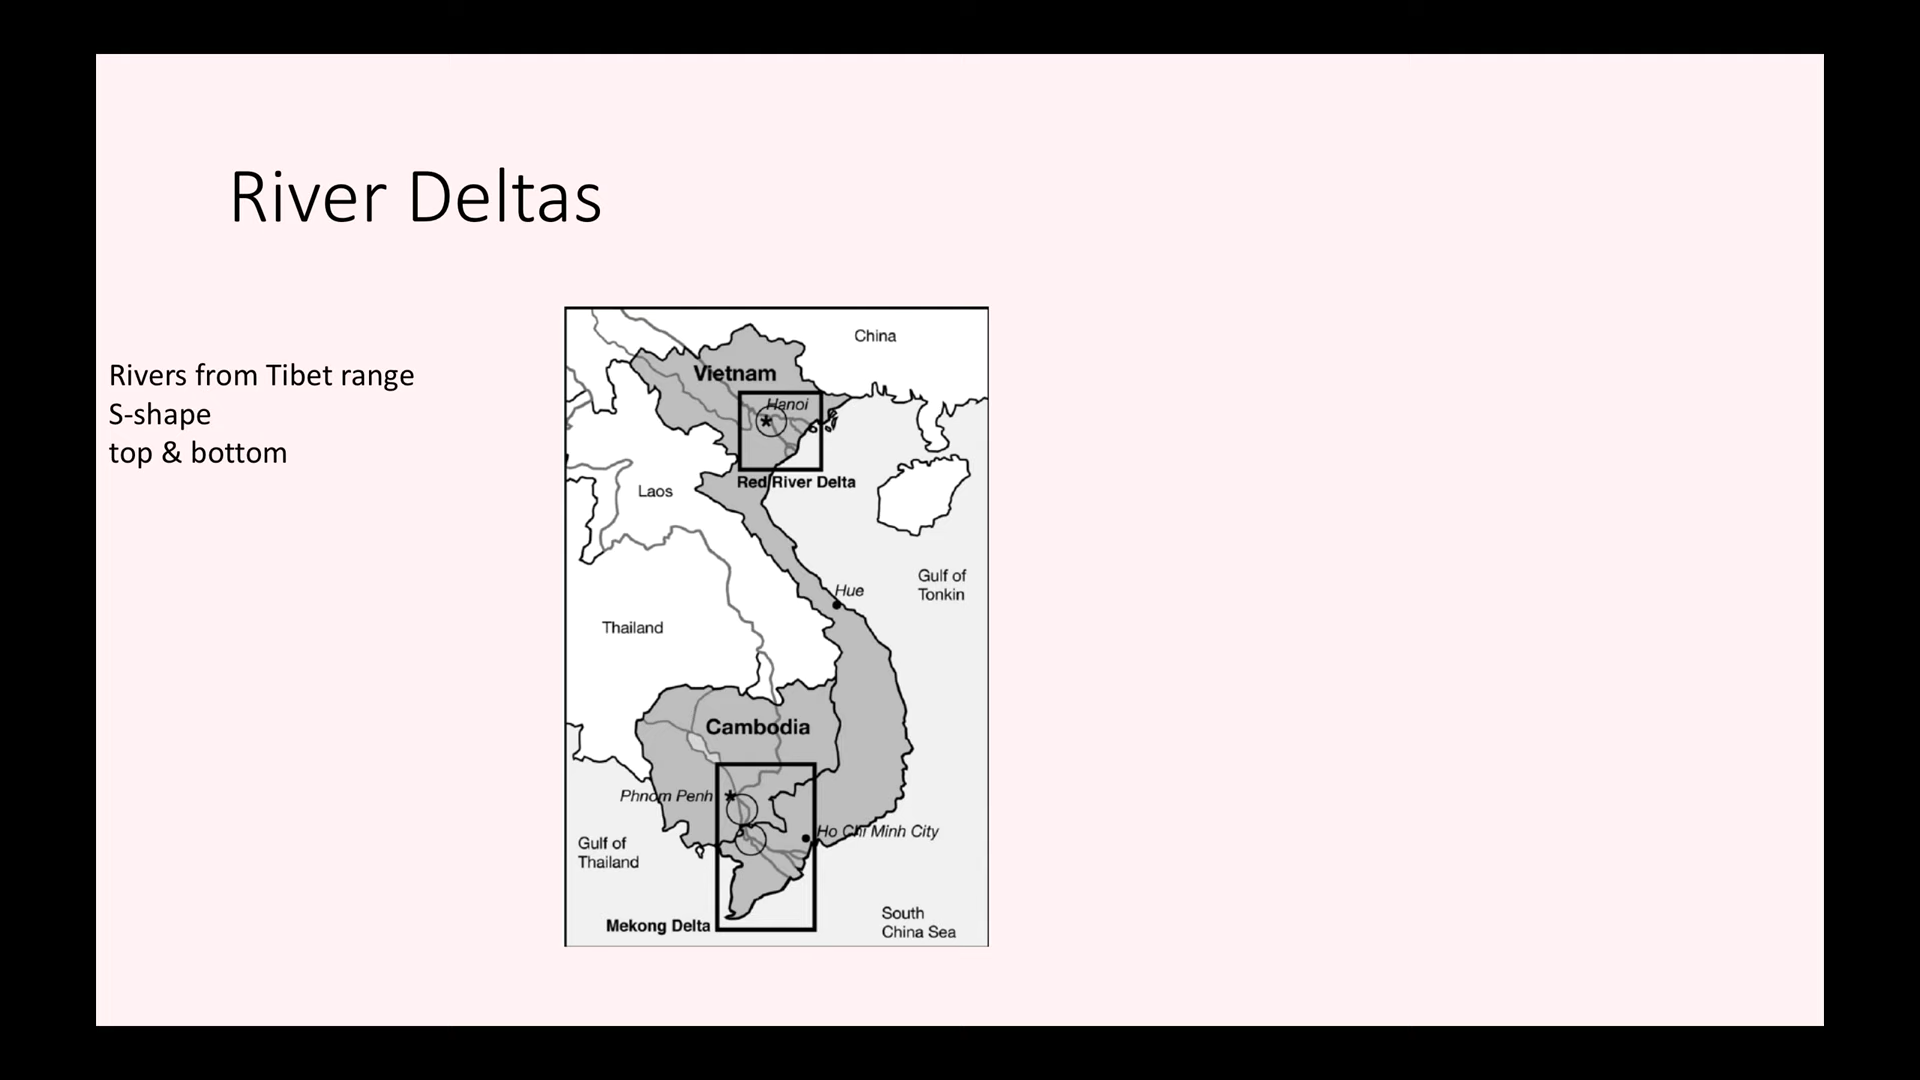 River Deltas
Rivers from Tibet range
S-shape
top & bottom
China
Vietnam
Hanoi
Red River Delta
Laos
Gulf of
Tonkin
Hue
Thailand
Cambodia
Phnom Penh
Ho Chi Minh City
Gulf of
Thailand
South
China Sea
Mekong Delta